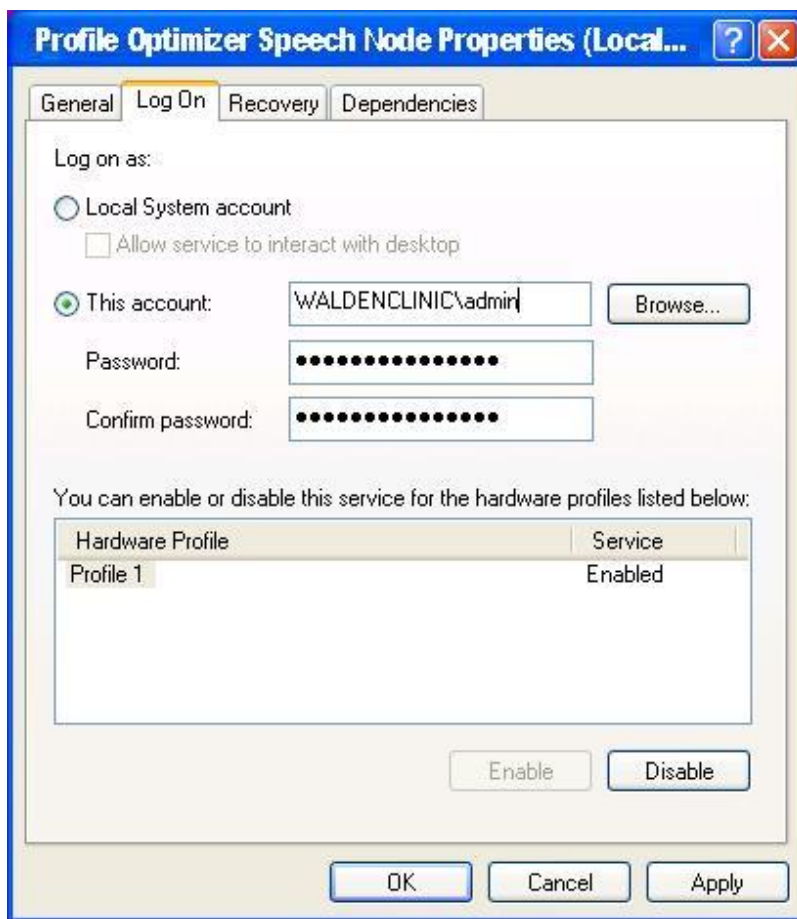 Profile Optimizer Speech Node Properties (Local...
General Log On Recovery Dependencies
Log on as:
Local System account
Allow service to interact with desktop
This account: WALDENCLINIC\admin Browse...
Password: ●●●●●●●●●●●●●●●
Confirm password: ●●●●●●●●●●●●●●●
You can enable or disable this service for the hardware profiles listed below:
Hardware Profile Service
Profile 1 Enabled
Enable Disable
OK Cancel Apply